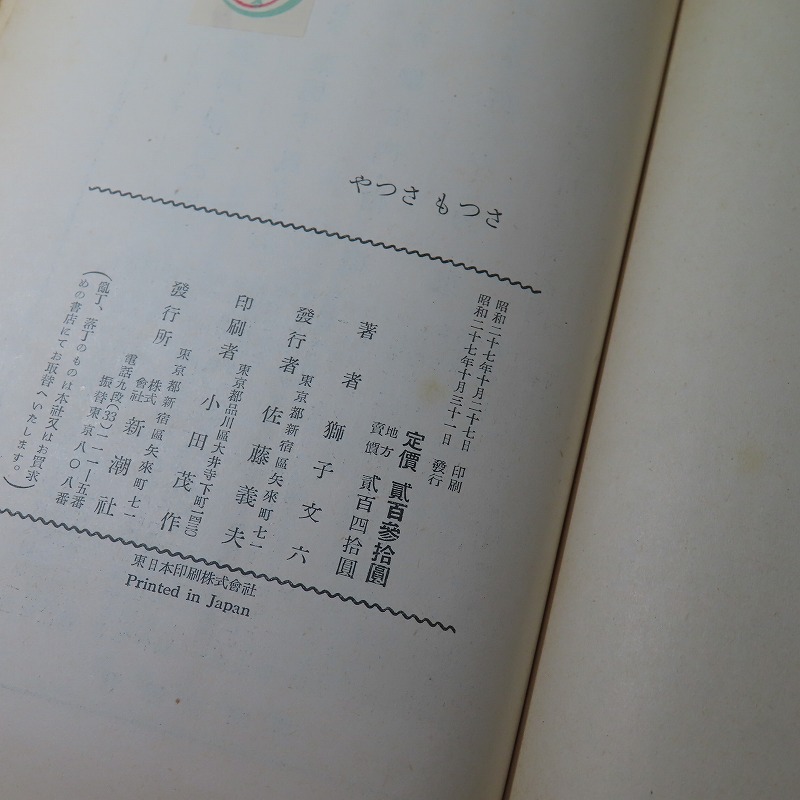 やつさもつさ
昭和二十七年十月二十七日 印刷
昭和二十七年十月三十一日 發行
定價 貳百參拾圓
地方賣價 貳百四拾圓
著者 獅子文六
發行者 東京都新宿區矢來町七一 佐藤義夫
印刷者 東京都品川區大井寺下町一四三〇 小田茂作
發行所 東京都新宿區矢來町七一 株式會社 新潮社
電話九段(33)一一一一―五番
振替東京八〇八番
(亂丁、落丁のものは本社又はお買求
めの書店にてお取替へいたします。)
東日本印刷株式會社
Printed in Japan